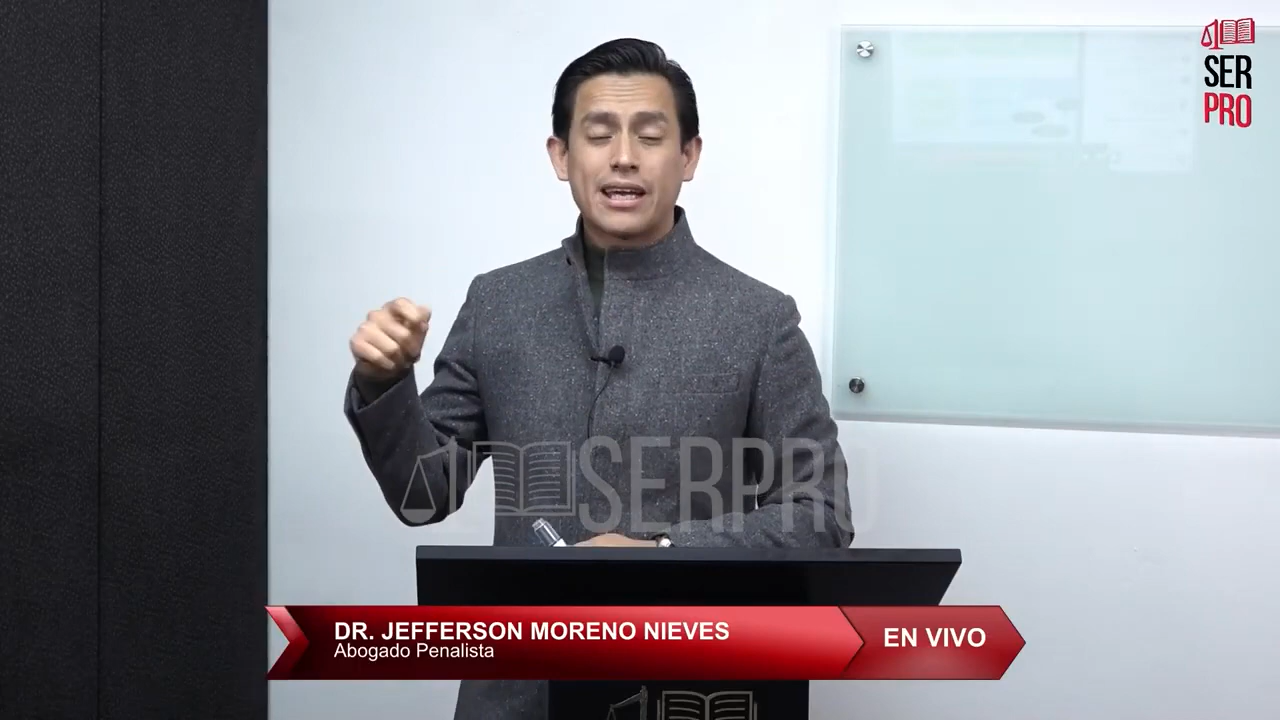 SER
PRO
SERPRO
DR. JEFFERSON MORENO NIEVES
Abogado Penalista
EN VIVO